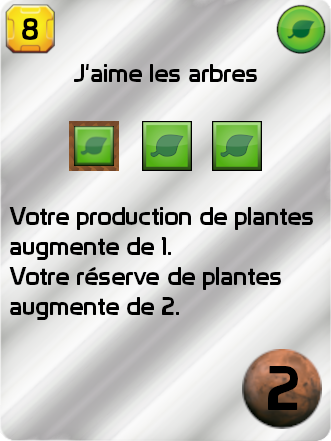 8
J'aime les arbres
Votre production de plantes
augmente de 1.
Votre réserve de plantes
augmente de 2.
2